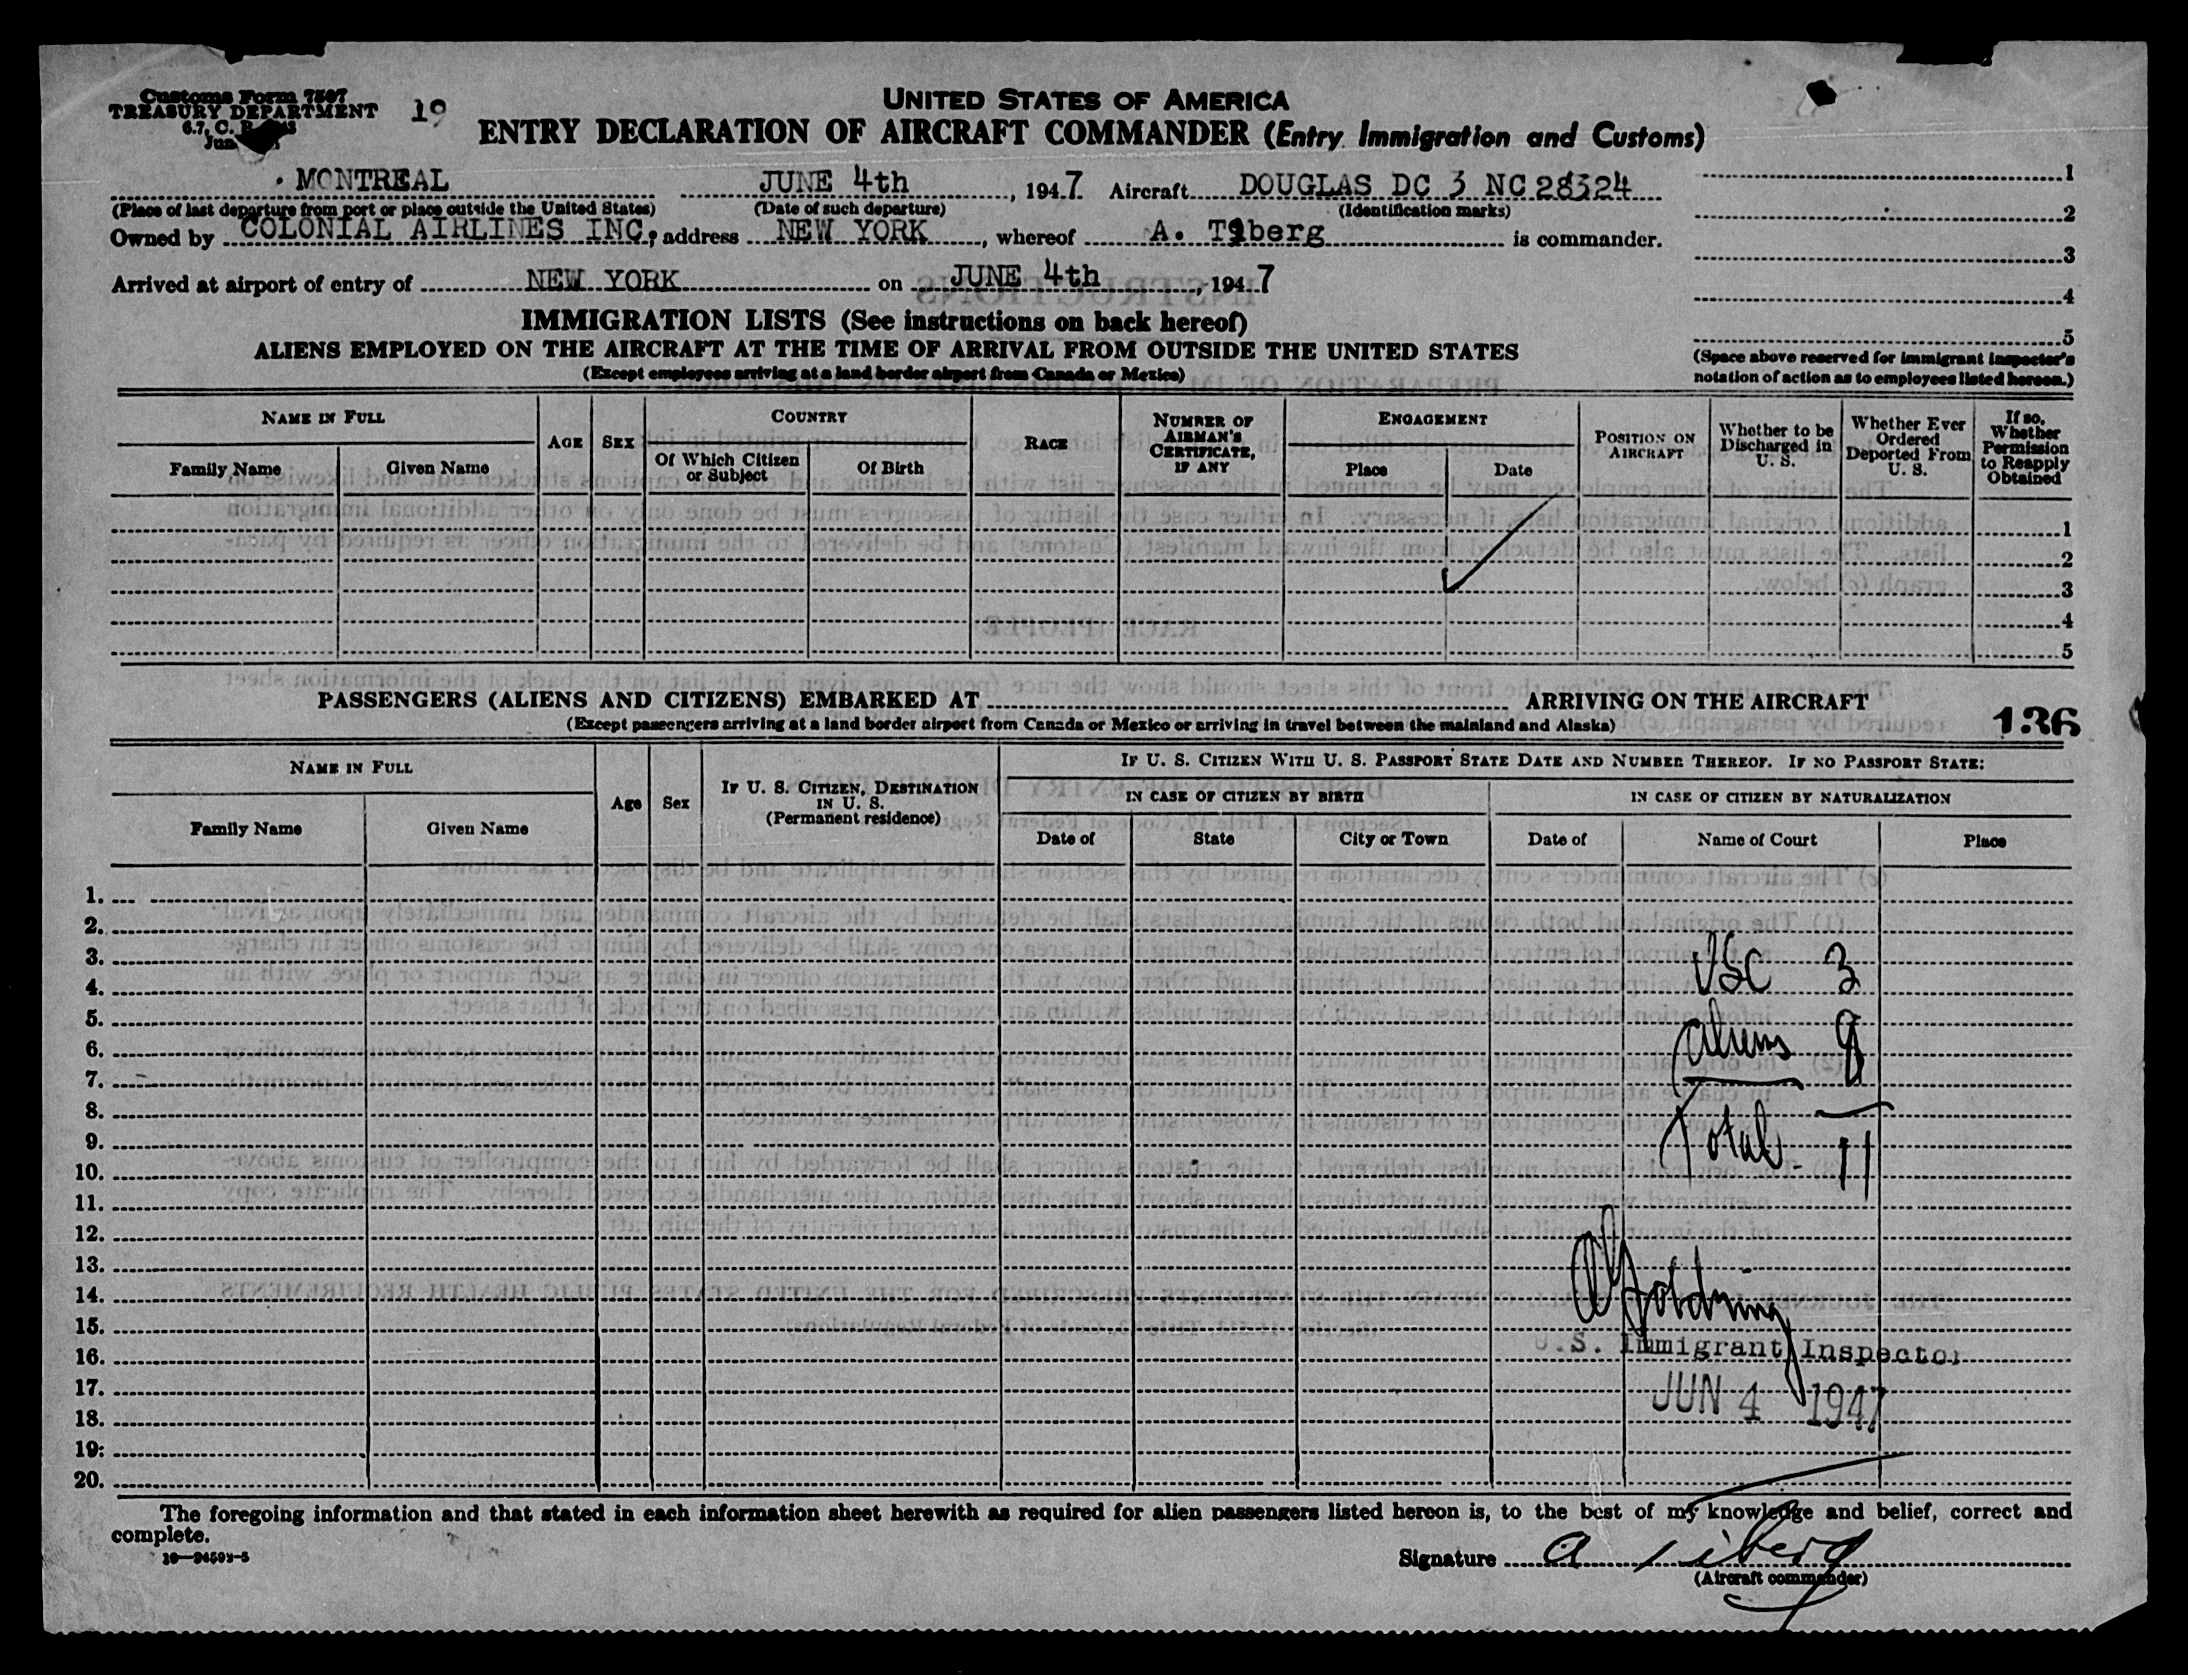 Customs Form 7507
TREASURY DEPARTMENT
19
UNITED STATES OF AMERICA
ENTRY DECLARATION OF AIRCRAFT COMMANDER (Entry Immigration and Customs)
MONTREAL JUNE 4th, 1947 Aircraft DOUGLAS DC 3 NC 28324
(Place of last departure from port or place outside the United States) (Date of such departure) (Identification marks)
Owned by COLONIAL AIRLINES INC., address NEW YORK, whereof A. Tiberg is commander.
Arrived at airport of entry of NEW YORK on JUNE 4th, 1947
1
2
3
4
5
(Space above reserved for immigrant inspector's
notation of action as to employees listed hereon.)
IMMIGRATION LISTS (See instructions on back hereof)
ALIENS EMPLOYED ON THE AIRCRAFT AT THE TIME OF ARRIVAL FROM OUTSIDE THE UNITED STATES
(Except employees arriving at a land border airport from Canada or Mexico)
NAME IN FULL
Family Name Given Name
AGE
SEX
COUNTRY
Of Which Citizen or Subject
Of Birth
RACE
NUMBER OF AIRMAN'S CERTIFICATE, IF ANY
ENGAGEMENT
Place Date
POSITION ON AIRCRAFT
Whether to be Discharged in U. S.
Whether Ever Ordered Deported From U. S.
If so, Whether Permission to Reapply Obtained
1
2
3
4
5
PASSENGERS (ALIENS AND CITIZENS) EMBARKED AT ARRIVING ON THE AIRCRAFT
(Except passengers arriving at a land border airport from Canada or Mexico or arriving in travel between the mainland and Alaska)
136
NAME IN FULL
Family Name Given Name
Age
Sex
IF U. S. CITIZEN, DESTINATION IN U. S.
(Permanent residence)
IF U. S. CITIZEN WITH U. S. PASSPORT STATE DATE AND NUMBER THEREOF. IF NO PASSPORT STATE:
IN CASE OF CITIZEN BY BIRTH
IN CASE OF CITIZEN BY NATURALIZATION
Date of State City or Town Date of Name of Court Place
1.
2.
3. USC 3
4.
5.
6. Aliens 8
7.
8.
9. Total 11
10.
11.
12.
13.
14.
15.
16. U.S. Immigrant Inspector
17. JUN 4 1947
18.
19.
20.
The foregoing information and that stated in each information sheet herewith as required for alien passengers listed hereon is, to the best of my knowledge and belief, correct and
complete.
Signature A Tiberg
(Aircraft commander)